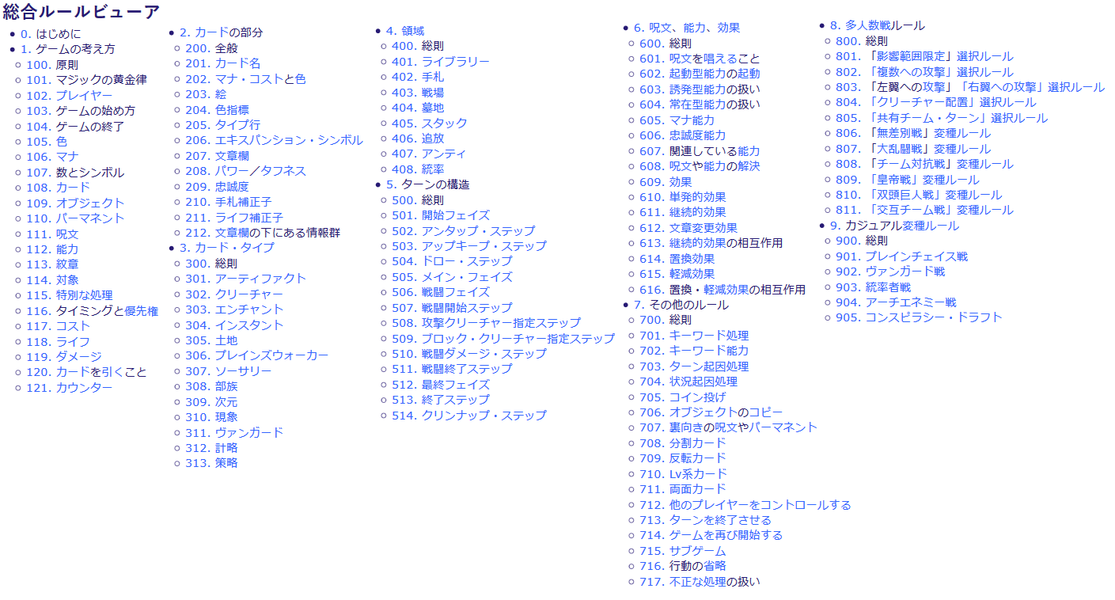 総合ルールビューア
0. はじめに
1. ゲームの考え方
100. 原則
101. マジックの黄金律
102. プレイヤー
103. ゲームの始め方
104. ゲームの終了
105. 色
106. マナ
107. 数とシンボル
108. カード
109. オブジェクト
110. パーマネント
111. 呪文
112. 能力
113. 紋章
114. 対象
115. 特別な処理
116. タイミングと優先権
117. コスト
118. ライフ
119. ダメージ
120. カードを引くこと
121. カウンター
2. カードの部分
200. 全般
201. カード名
202. マナ・コストと色
203. 絵
204. 色指標
205. タイプ行
206. エキスパンション・シンボル
207. 文章欄
208. パワー／タフネス
209. 忠誠度
210. 手札補正子
211. ライフ補正子
212. 文章欄の下にある情報群
3. カード・タイプ
300. 総則
301. アーティファクト
302. クリーチャー
303. エンチャント
304. インスタント
305. 土地
306. プレインズウォーカー
307. ソーサリー
308. 部族
309. 次元
310. 現象
311. ヴァンガード
312. 計略
313. 策略
4. 領域
400. 総則
401. ライブラリー
402. 手札
403. 戦場
404. 墓地
405. スタック
406. 追放
407. アンティ
408. 統率
5. ターンの構造
500. 総則
501. 開始フェイズ
502. アンタップ・ステップ
503. アップキープ・ステップ
504. ドロー・ステップ
505. メイン・フェイズ
506. 戦闘フェイズ
507. 戦闘開始ステップ
508. 攻撃クリーチャー指定ステップ
509. ブロック・クリーチャー指定ステップ
510. 戦闘ダメージ・ステップ
511. 戦闘終了ステップ
512. 最終フェイズ
513. 終了ステップ
514. クリンナップ・ステップ
6. 呪文、能力、効果
600. 総則
601. 呪文を唱えること
602. 起動型能力の起動
603. 誘発型能力の扱い
604. 常在型能力の扱い
605. マナ能力
606. 忠誠度能力
607. 関連している能力
608. 呪文や能力の解決
609. 効果
610. 単発的効果
611. 継続的効果
612. 文章変更効果
613. 継続的効果の相互作用
614. 置換効果
615. 軽減効果
616. 置換・軽減効果の相互作用
7. その他のルール
700. 総則
701. キーワード処理
702. キーワード能力
703. ターン起因処理
704. 状況起因処理
705. コイン投げ
706. オブジェクトのコピー
707. 裏向きの呪文やパーマネント
708. 分割カード
709. 反転カード
710. Lv系カード
711. 両面カード
712. 他のプレイヤーをコントロールする
713. ターンを終了させる
714. ゲームを再び開始する
715. サブゲーム
716. 行動の省略
717. 不正な処理の扱い
8. 多人数戦ルール
800. 総則
801. 「影響範囲限定」選択ルール
802. 「複数への攻撃」選択ルール
803. 「左翼への攻撃」「右翼への攻撃」選択ルール
804. 「クリーチャー配置」選択ルール
805. 「共有チーム・ターン」選択ルール
806. 「無差別戦」変種ルール
807. 「大乱闘戦」変種ルール
808. 「チーム対抗戦」変種ルール
809. 「皇帝戦」変種ルール
810. 「双頭巨人戦」変種ルール
811. 「交互チーム戦」変種ルール
9. カジュアル変種ルール
900. 総則
901. プレインチェイス戦
902. ヴァンガード戦
903. 統率者戦
904. アーチエネミー戦
905. コンスピラシー・ドラフト